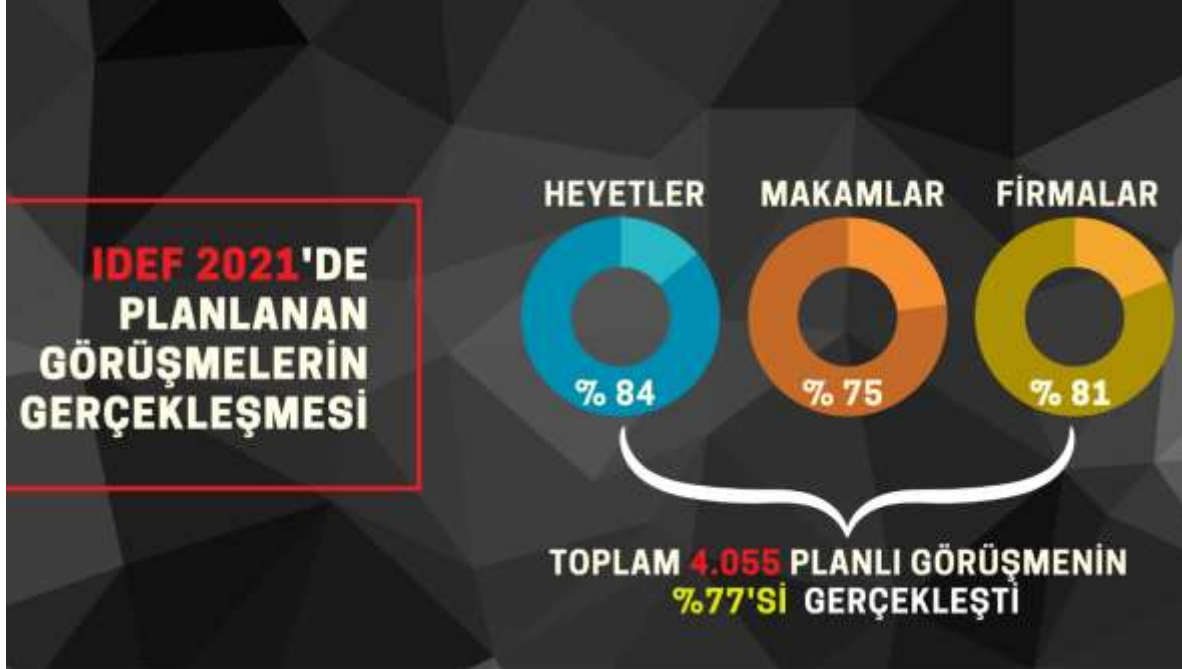 IDEF 2021'DE
PLANLANAN
GÖRÜŞMELERİN
GERÇEKLEŞMESİ
HEYETLER
MAKAMLAR
FİRMALAR
% 84
% 75
% 81
TOPLAM 4.055 PLANLI GÖRÜŞMENİN
%77'Sİ GERÇEKLEŞTİ